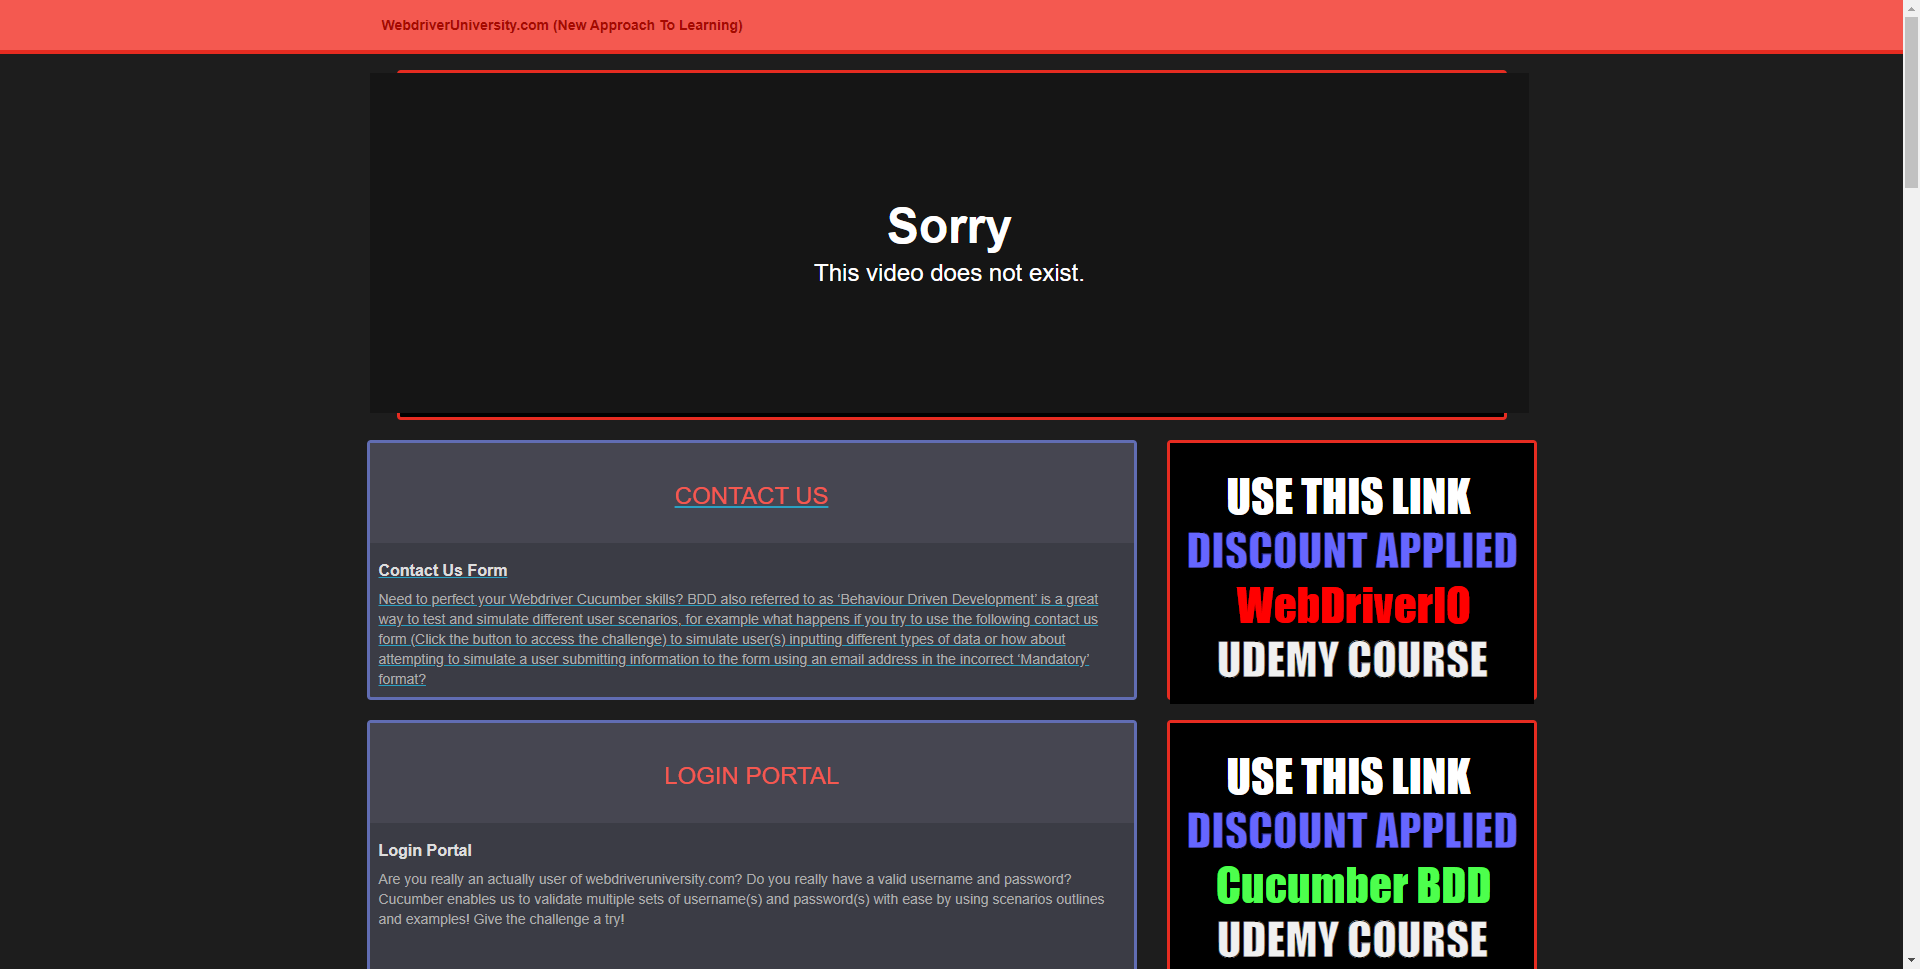 WebdriverUniversity.com (New Approach To Learning)
Sorry
This video does not exist.
CONTACT US
Contact Us Form
Need to perfect your Webdriver Cucumber skills? BDD also referred to as ‘Behaviour Driven Development’ is a great
way to test and simulate different user scenarios, for example what happens if you try to use the following contact us
form (Click the button to access the challenge) to simulate user(s) inputting different types of data or how about
attempting to simulate a user submitting information to the form using an email address in the incorrect ‘Mandatory’
format?
USE THIS LINK
DISCOUNT APPLIED
WebDriverIO
UDEMY COURSE
LOGIN PORTAL
Login Portal
Are you really an actually user of webdriveruniversity.com? Do you really have a valid username and password?
Cucumber enables us to validate multiple sets of username(s) and password(s) with ease by using scenarios outlines
and examples! Give the challenge a try!
USE THIS LINK
DISCOUNT APPLIED
Cucumber BDD
UDEMY COURSE